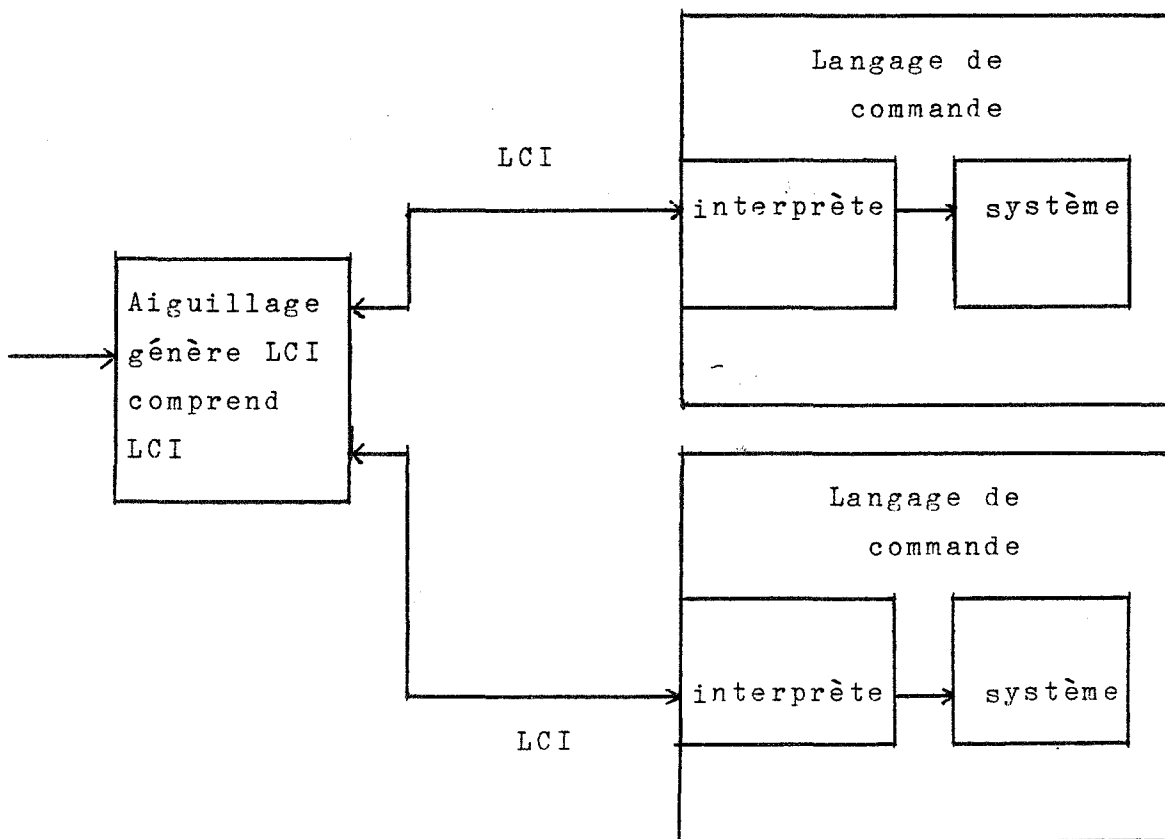 Langage de
commande
LCI
interprète
système
Aiguillage
génère LCI
comprend
LCI
Langage de
commande
interprète
système
LCI